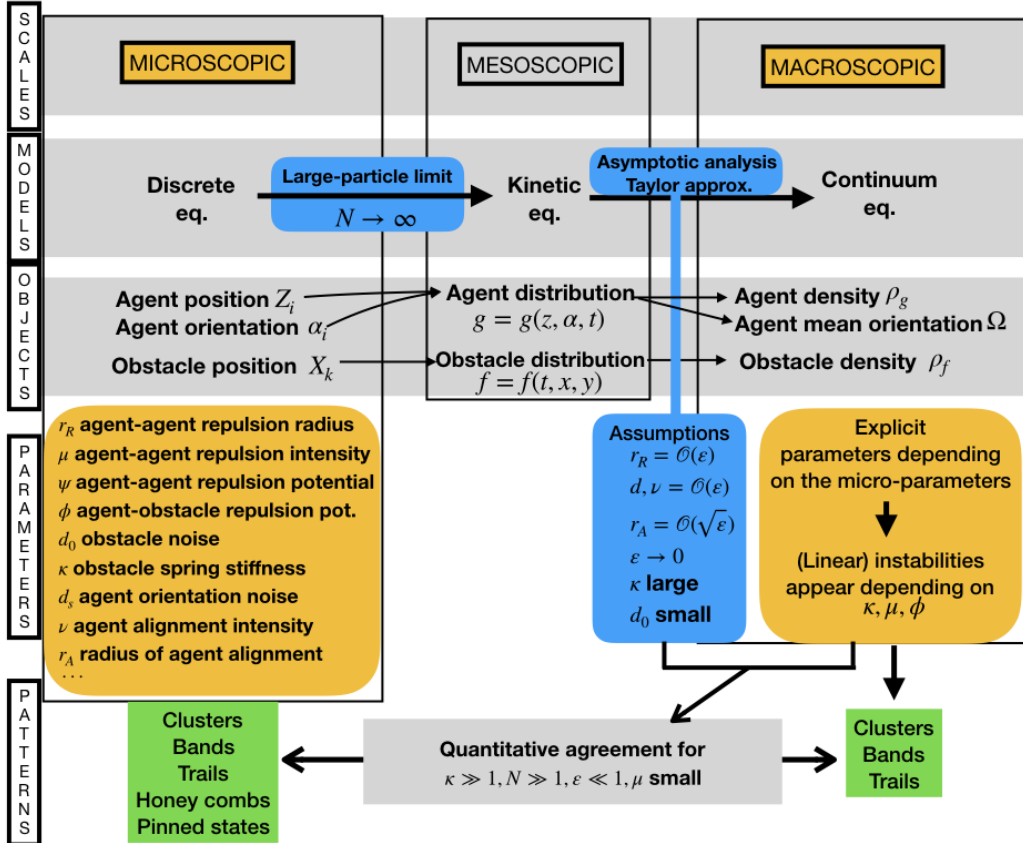 SCALES
MICROSCOPIC
MESOSCOPIC
MACROSCOPIC
MODELS
Discrete
eq.
Large-particle limit
N → ∞
Kinetic
eq.
Asymptotic analysis
Taylor approx.
Continuum
eq.
OBJECTS
Agent position Z_i
Agent orientation α_i
Obstacle position X_k
Agent distribution
g = g(z, α, t)
Obstacle distribution
f = f(t, x, y)
Agent density ρ_g
Agent mean orientation Ω
Obstacle density ρ_f
PARAMETERS
r_R agent-agent repulsion radius
μ agent-agent repulsion intensity
ψ agent-agent repulsion potential
ϕ agent-obstacle repulsion pot.
d_0 obstacle noise
κ obstacle spring stiffness
d_s agent orientation noise
ν agent alignment intensity
r_A radius of agent alignment
...
Assumptions
r_R = 𝒪(ε)
d, ν = 𝒪(ε)
r_A = 𝒪(√ε)
ε → 0
κ large
d_0 small
Explicit
parameters depending
on the micro-parameters
(Linear) instabilities
appear depending on
κ, μ, ϕ
PATTERNS
Clusters
Bands
Trails
Honey combs
Pinned states
Quantitative agreement for
κ ≫ 1, N ≫ 1, ε ≪ 1, μ small
Clusters
Bands
Trails